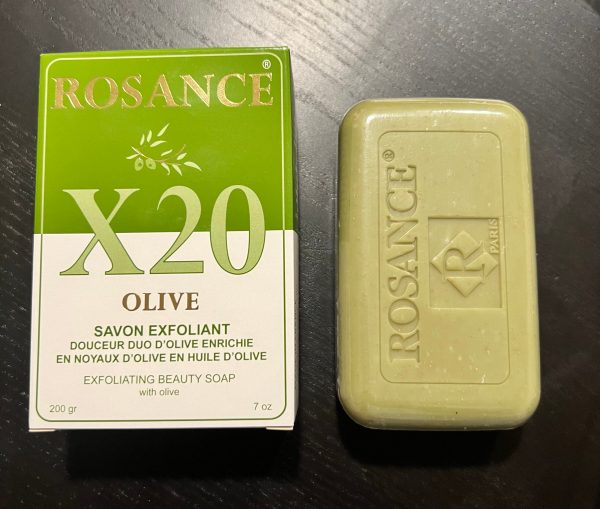 ROSANCE®
X20
OLIVE
SAVON EXFOLIANT
DOUCEUR DUO D'OLIVE ENRICHIE
EN NOYAUX D'OLIVE EN HUILE D'OLIVE
EXFOLIATING BEAUTY SOAP
with olive
200 gr 7 oz
ROSANCE®
R
PARIS